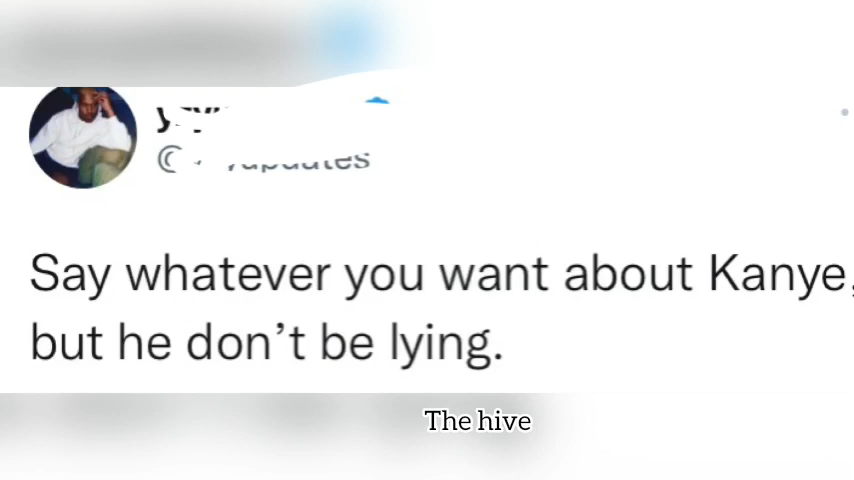 Say whatever you want about Kanye,
but he don’t be lying.
The hive